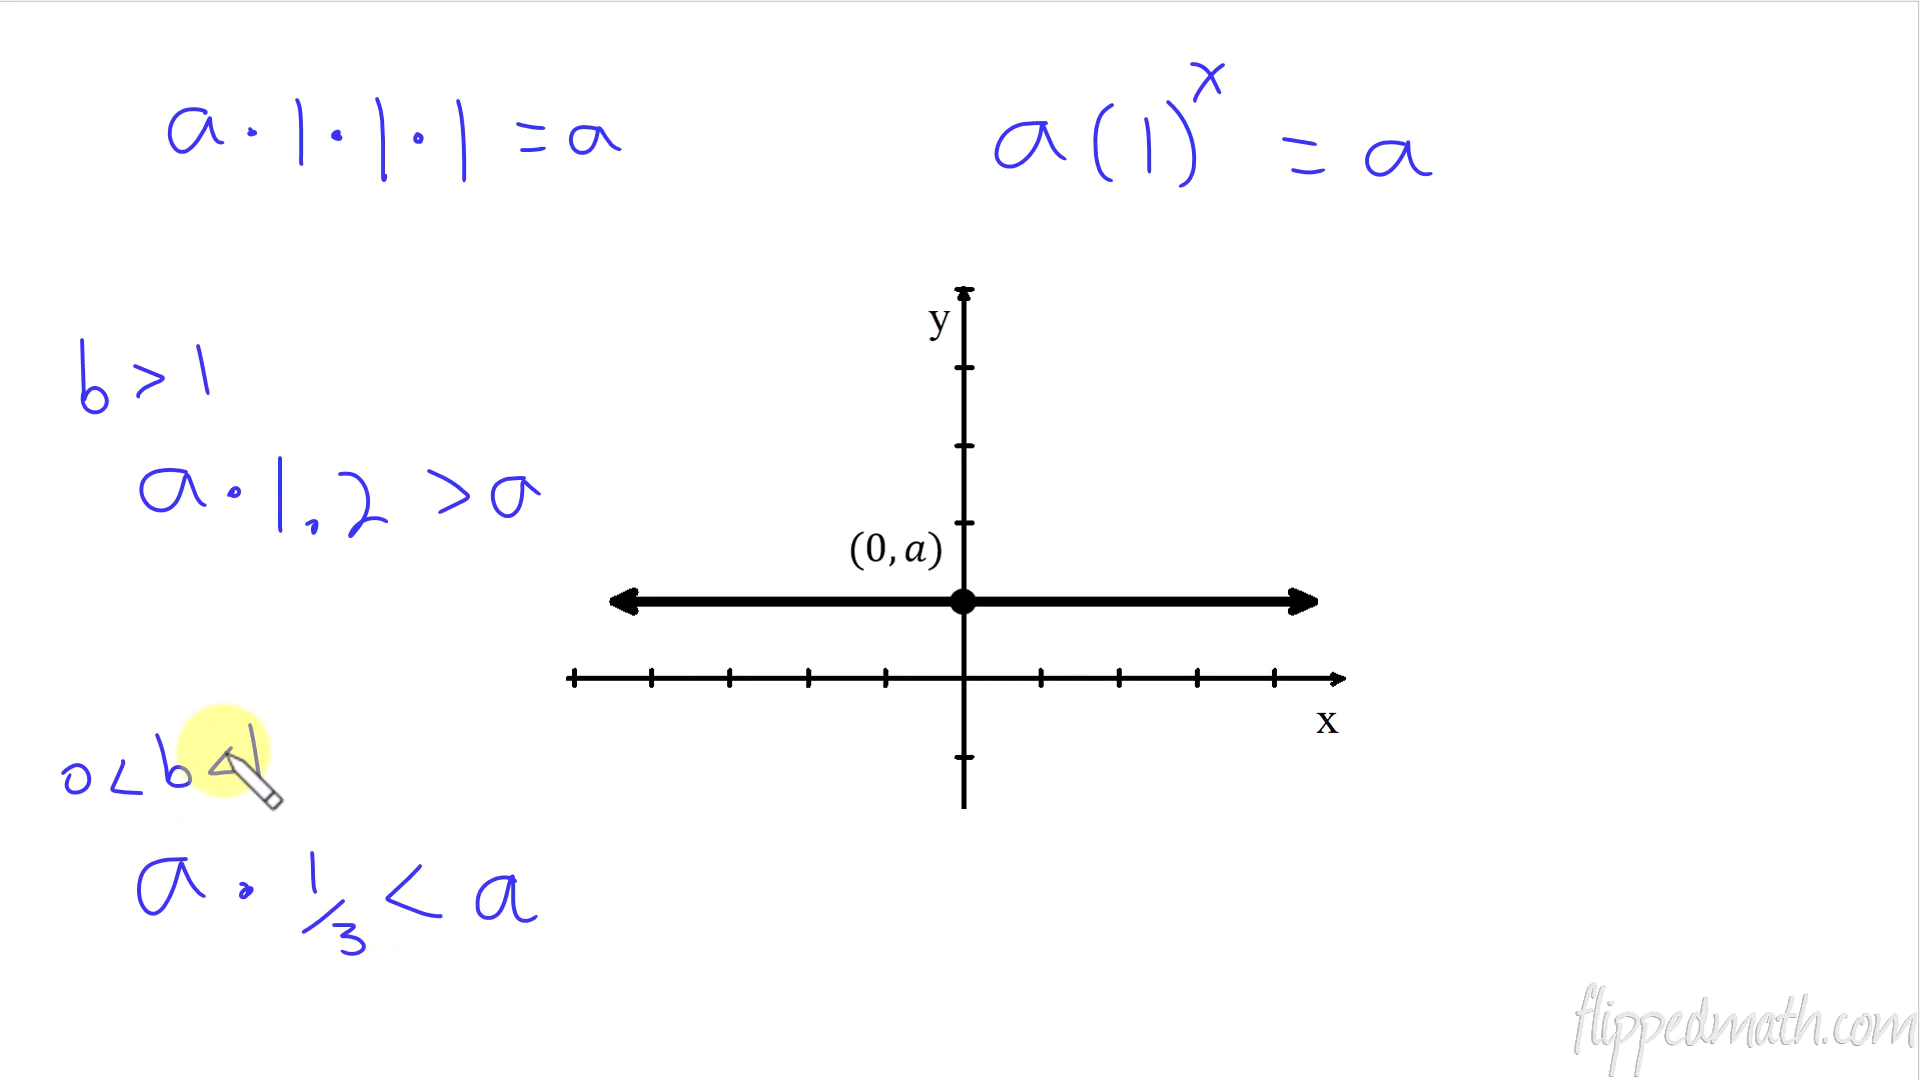 a · 1 · 1 · 1 = a
a(1)^x = a
y
b > 1
a · 1.2 > a
(0, a)
x
0 < b < 1
a · 1/3 < a
flippedmath.com